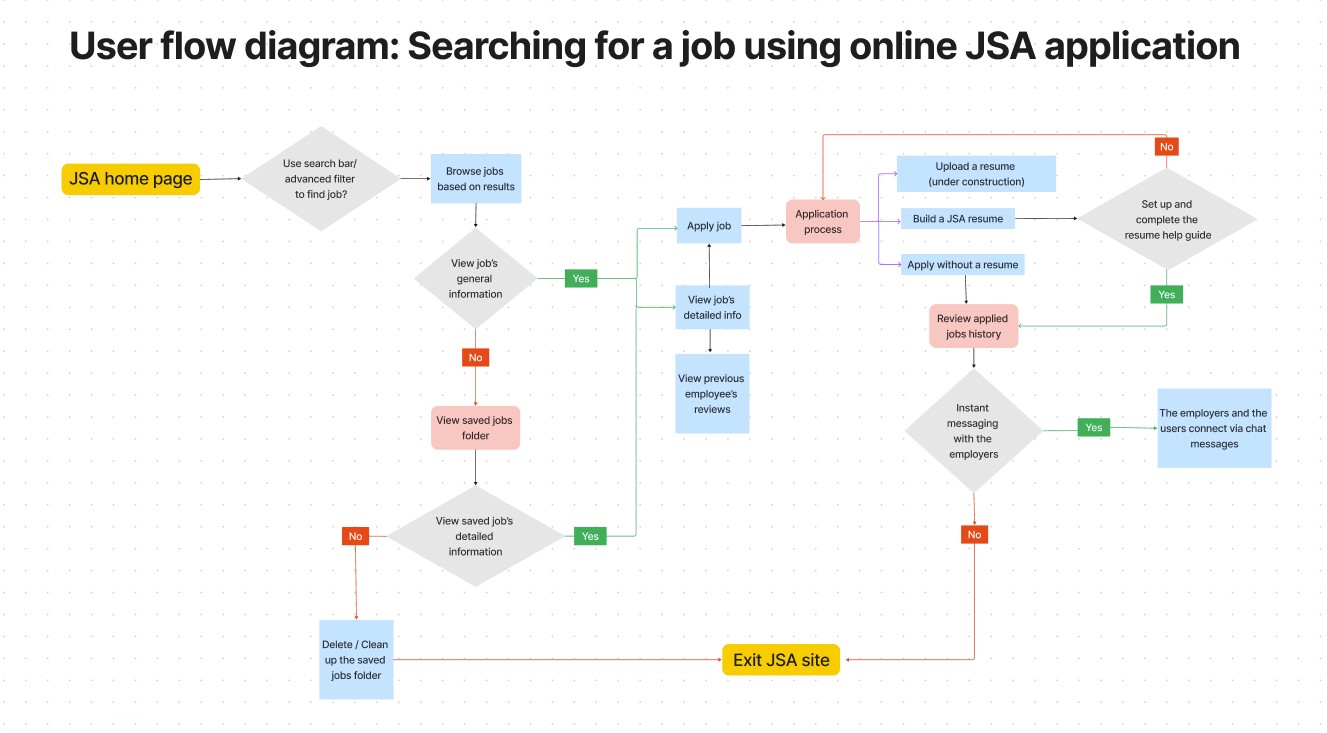 User flow diagram: Searching for a job using online JSA application
JSA home page
Use search bar/
advanced filter
to find job?
Browse jobs
based on results
View job's
general
information
Yes
No
View saved jobs
folder
View saved job's
detailed
information
No
Yes
Delete / Clean
up the saved
jobs folder
Apply job
View job's
detailed info
View previous
employee's
reviews
Application
process
Upload a resume
(under construction)
Build a JSA resume
Apply without a resume
No
Set up and
complete the
resume help guide
Yes
Review applied
jobs history
Instant
messaging
with the
employers
Yes
The employers and the
users connect via chat
messages
No
Exit JSA site